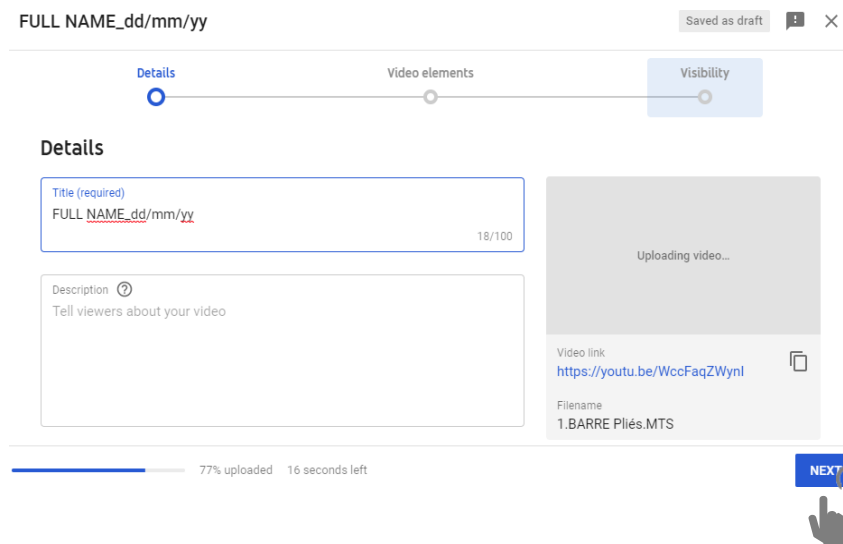 FULL NAME_dd/mm/yy
Saved as draft
Details
Video elements
Visibility
Details
Title (required)
FULL NAME_dd/mm/yy
18/100
Uploading video...
Description
Tell viewers about your video
Video link
https://youtu.be/WccFaqZWynI
Filename
1.BARRE Pliés.MTS
77% uploaded 16 seconds left
NEXT